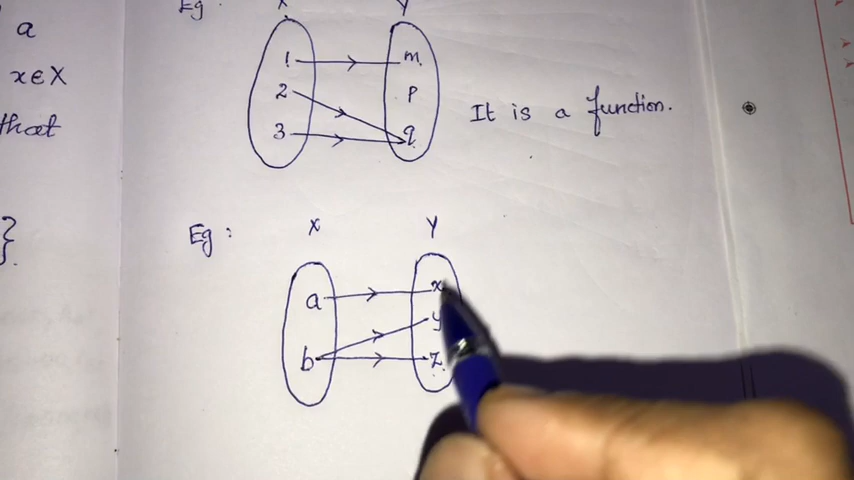 a
x∈X
that
}.
Eg.
X Y
1 m
2 p
3 q
It is a function.
Eg :
X Y
a x
y
b z